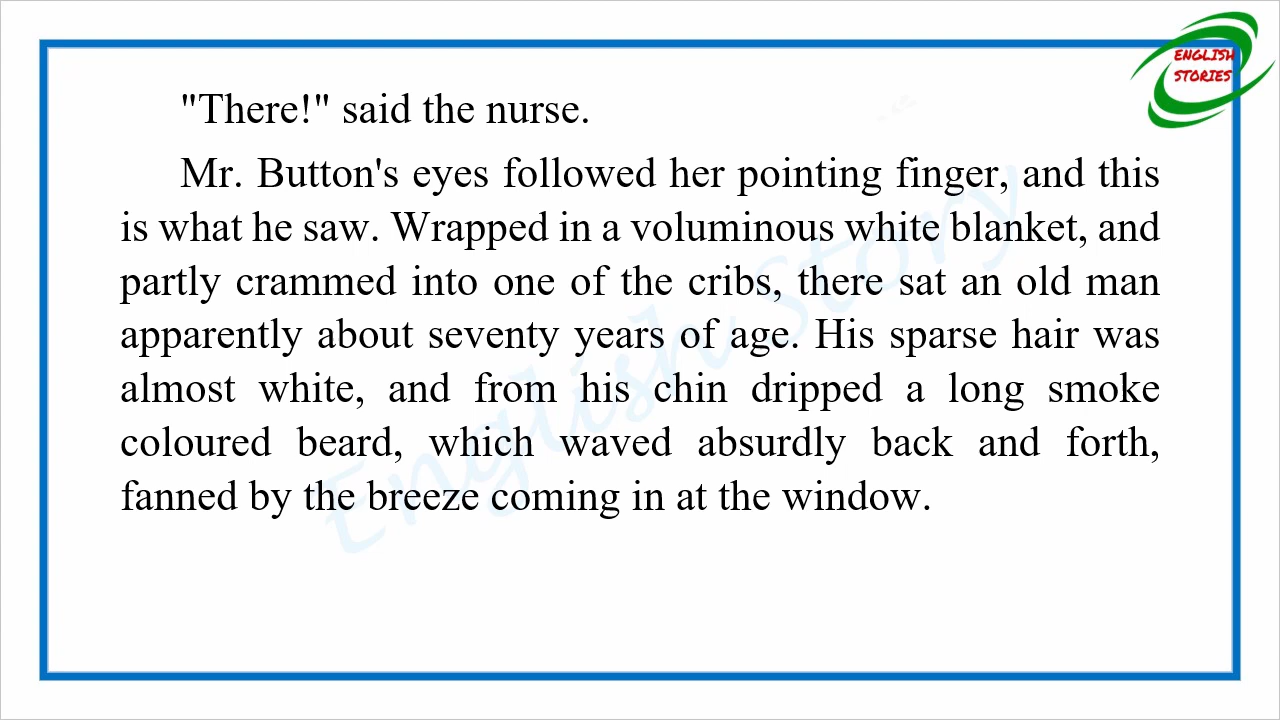 ENGLISH
STORIES
"There!" said the nurse.
Mr. Button's eyes followed her pointing finger, and this
is what he saw. Wrapped in a voluminous white blanket, and
partly crammed into one of the cribs, there sat an old man
apparently about seventy years of age. His sparse hair was
almost white, and from his chin dripped a long smoke
coloured beard, which waved absurdly back and forth,
fanned by the breeze coming in at the window.
English Story